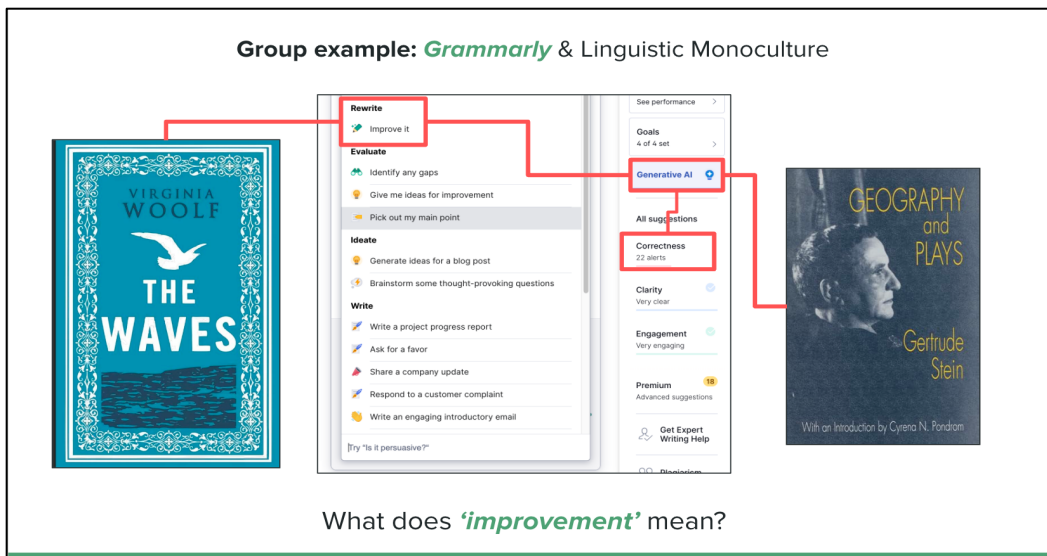 Group example: Grammarly & Linguistic Monoculture
VIRGINIA
WOOLF
THE
WAVES
Rewrite
Improve it
Evaluate
Identify any gaps
Give me ideas for improvement
Pick out my main point
Ideate
Generate ideas for a blog post
Brainstorm some thought-provoking questions
Write
Write a project progress report
Ask for a favor
Share a company update
Respond to a customer complaint
Write an engaging introductory email
Try "Is it persuasive?"
See performance
Goals
4 of 4 set
Generative AI
All suggestions
Correctness
22 alerts
Clarity
Very clear
Engagement
Very engaging
Premium
18
Advanced suggestions
Get Expert
Writing Help
Plagiarism
GEOGRAPHY
and
PLAYS
Gertrude
Stein
With an Introduction by Cyrena N. Pondrom
What does 'improvement' mean?